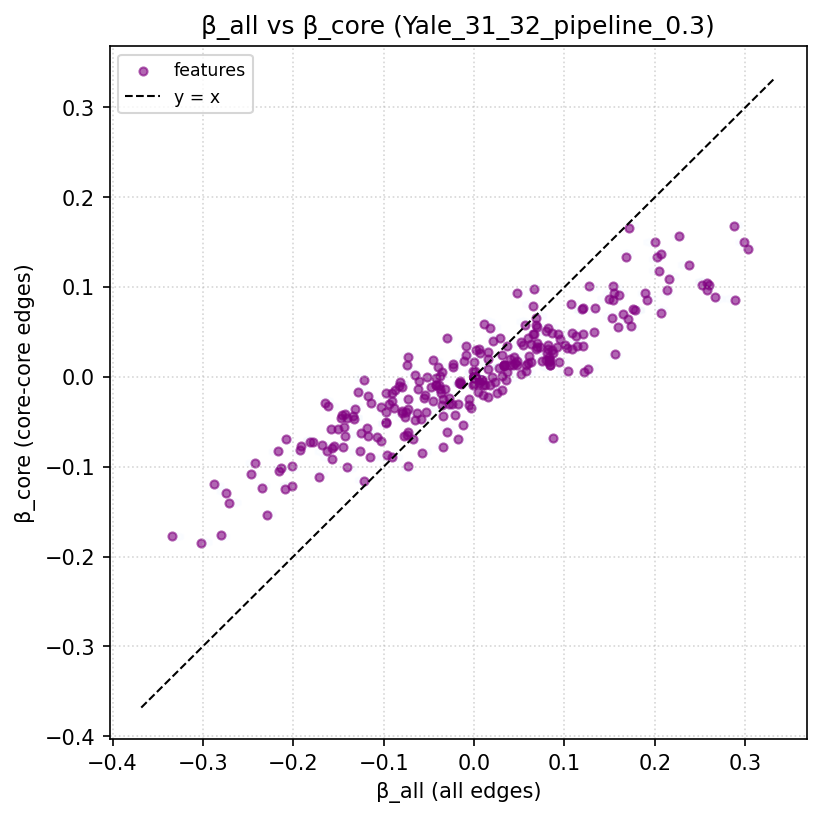 β_all vs β_core (Yale_31_32_pipeline_0.3)
features
y = x
0.3
0.2
0.1
0.0
−0.1
−0.2
−0.3
−0.4
β_core (core-core edges)
−0.4 −0.3 −0.2 −0.1 0.0 0.1 0.2 0.3
β_all (all edges)